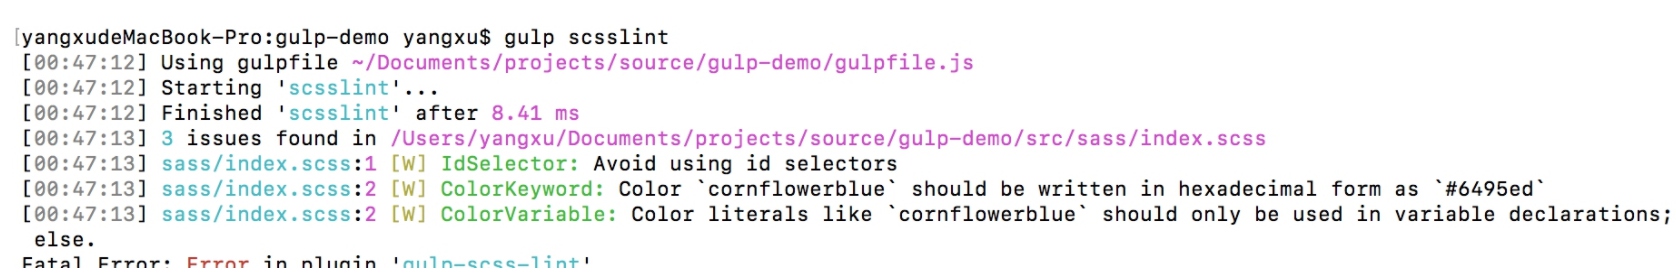 [yangxudeMacBook-Pro:gulp-demo yangxu$ gulp scsslint
[00:47:12] Using gulpfile ~/Documents/projects/source/gulp-demo/gulpfile.js
[00:47:12] Starting 'scsslint'...
[00:47:12] Finished 'scsslint' after 8.41 ms
[00:47:13] 3 issues found in /Users/yangxu/Documents/projects/source/gulp-demo/src/sass/index.scss
[00:47:13] sass/index.scss:1 [W] IdSelector: Avoid using id selectors
[00:47:13] sass/index.scss:2 [W] ColorKeyword: Color `cornflowerblue` should be written in hexadecimal form as `#6495ed`
[00:47:13] sass/index.scss:2 [W] ColorVariable: Color literals like `cornflowerblue` should only be used in variable declarations;
else.
Fatal Error: Error in plugin 'gulp-scss-lint'